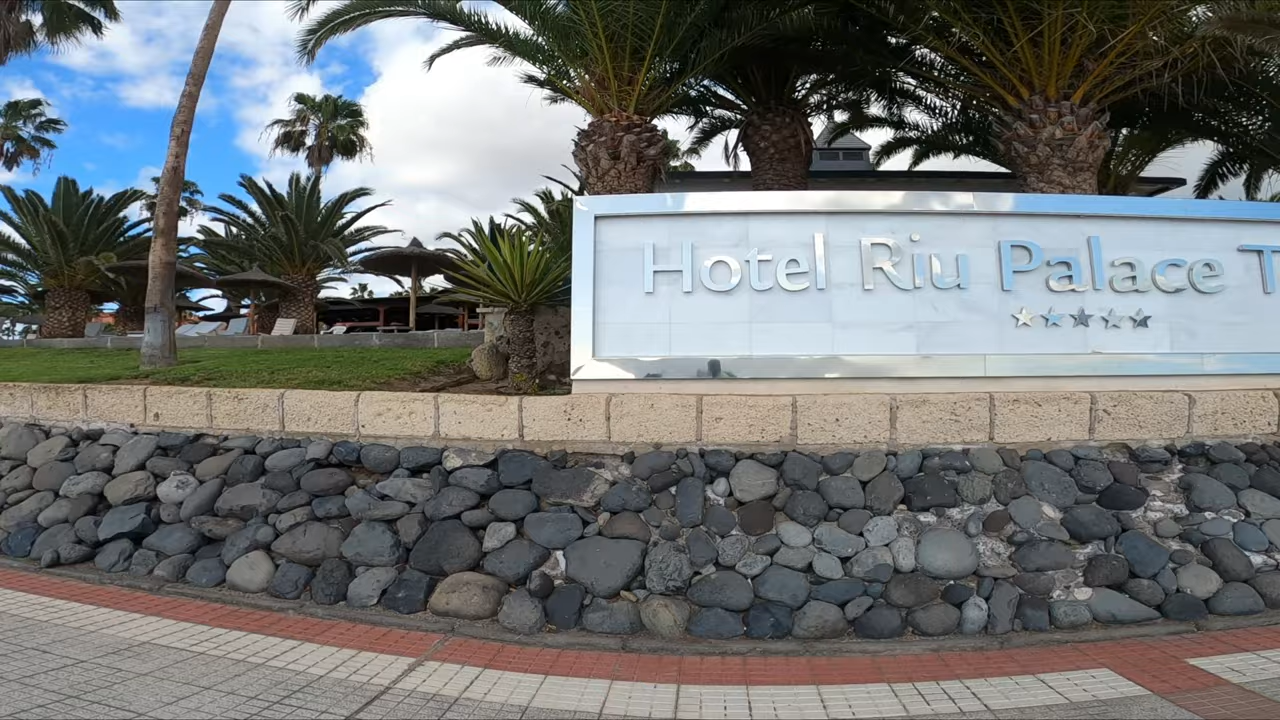 Hotel Riu Palace T
★★★★★